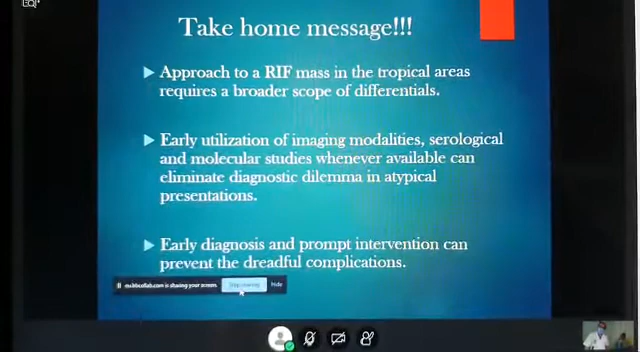 Take home message!!!
Approach to a RIF mass in the tropical areas
requires a broader scope of differentials.
Early utilization of imaging modalities, serological
and molecular studies whenever available can
eliminate diagnostic dilemma in atypical
presentations.
Early diagnosis and prompt intervention can
prevent the dreadful complications.
is sharing your screen. Stop sharing Hide